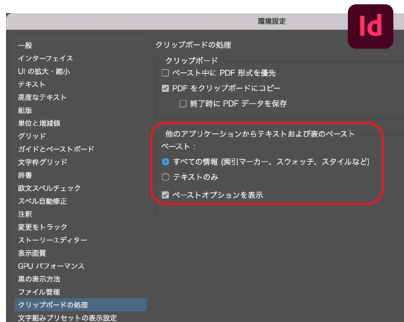 環境設定
Id
一般
インターフェイス
UI の拡大・縮小
テキスト
高度なテキスト
組版
単位と増減値
グリッド
ガイドとペーストボード
文字枠グリッド
辞書
欧文スペルチェック
スペル自動修正
注釈
変更をトラック
ストーリーエディター
表示画質
GPU パフォーマンス
黒の表示方法
ファイル管理
クリップボードの処理
文字組みプリセットの表示設定
クリップボードの処理
クリップボード
ペースト中に PDF 形式を優先
PDF をクリップボードにコピー
終了時に PDF データを保存
他のアプリケーションからテキストおよび表のペースト
ペースト :
すべての情報 (索引マーカー、スウォッチ、スタイルなど)
テキストのみ
ペーストオプションを表示